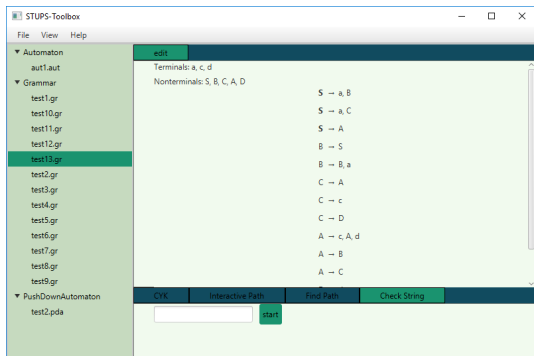 STUPS-Toolbox
File View Help
Automaton
aut1.aut
Grammar
test1.gr
test10.gr
test11.gr
test12.gr
test13.gr
test2.gr
test3.gr
test4.gr
test5.gr
test6.gr
test7.gr
test8.gr
test9.gr
PushDownAutomaton
test2.pda
edit
Terminals: a, c, d
Nonterminals: S, B, C, A, D
S → a, B
S → a, C
S → A
B → S
B → B, a
C → A
C → c
C → D
A → c, A, d
A → B
A → C
CYK Interactive Path Find Path Check String
start